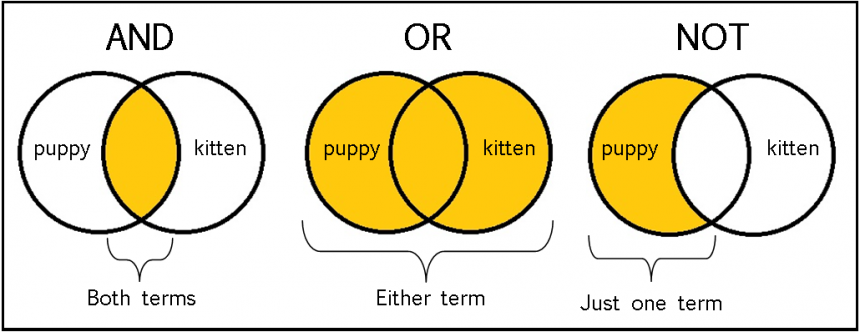 AND
puppy
kitten
Both terms
OR
puppy
kitten
Either term
NOT
puppy
kitten
Just one term